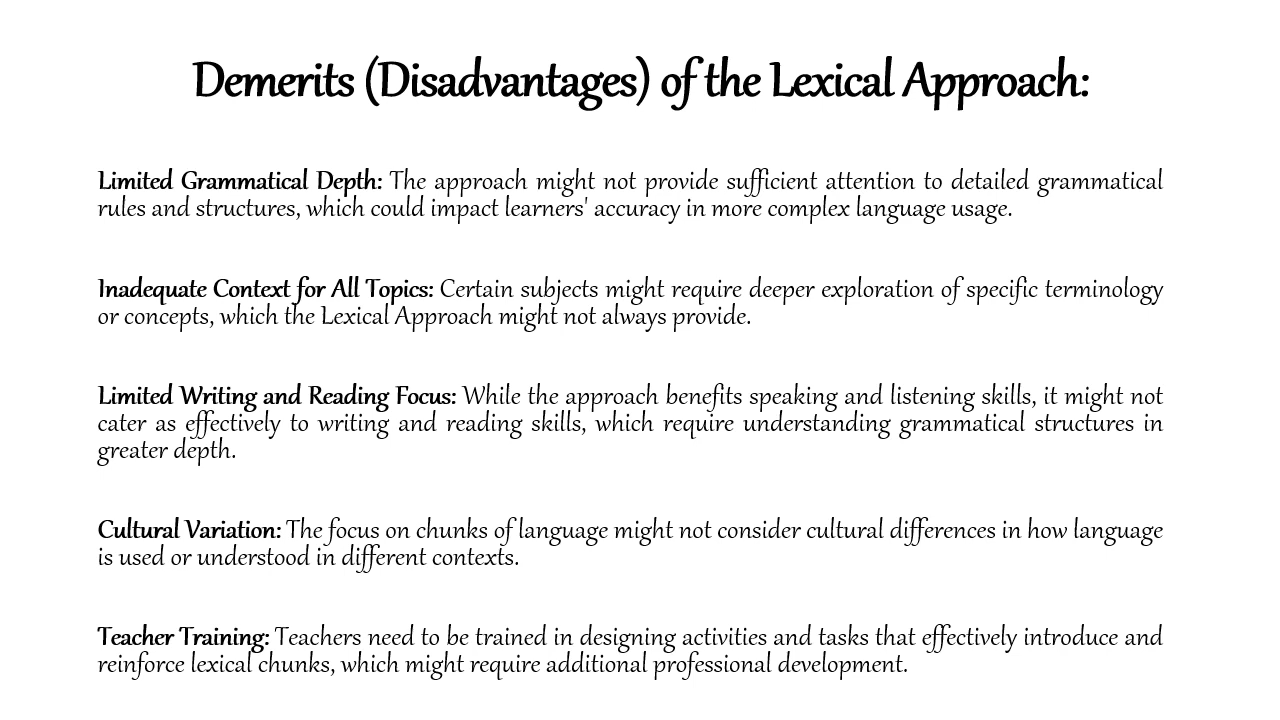 Demerits (Disadvantages) of the Lexical Approach:
Limited Grammatical Depth: The approach might not provide sufficient attention to detailed grammatical
rules and structures, which could impact learners' accuracy in more complex language usage.
Inadequate Context for All Topics: Certain subjects might require deeper exploration of specific terminology
or concepts, which the Lexical Approach might not always provide.
Limited Writing and Reading Focus: While the approach benefits speaking and listening skills, it might not
cater as effectively to writing and reading skills, which require understanding grammatical structures in
greater depth.
Cultural Variation: The focus on chunks of language might not consider cultural differences in how language
is used or understood in different contexts.
Teacher Training: Teachers need to be trained in designing activities and tasks that effectively introduce and
reinforce lexical chunks, which might require additional professional development.